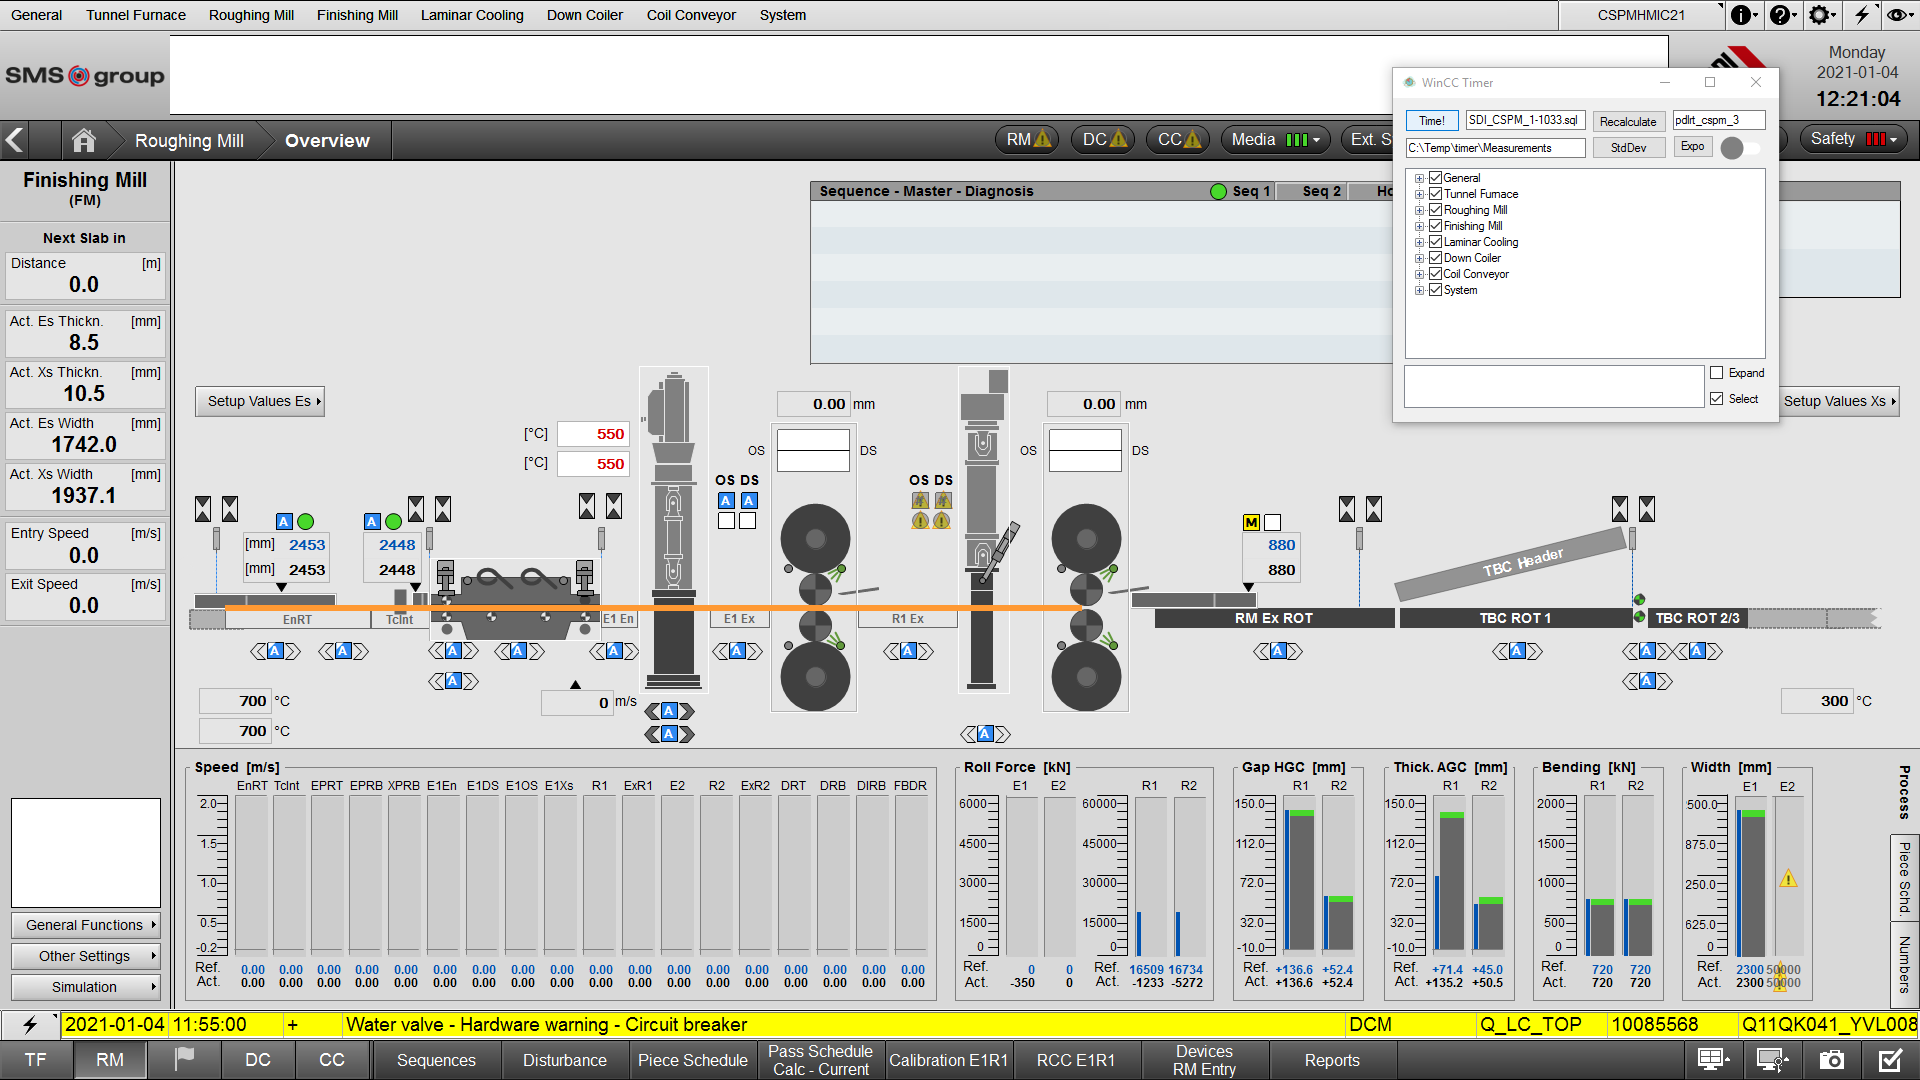 General Tunnel Furnace Roughing Mill Finishing Mill Laminar Cooling Down Coiler Coil Conveyor System CSPMHMIC21
SMS group
Monday
2021-01-04
12:21:04
WinCC Timer
Time! SDI_CSPM_1-1033.sql Recalculate pdlrt_cspm_3
C:\Temp\timer\Measurements StdDev Expo
General
Tunnel Furnace
Roughing Mill
Finishing Mill
Laminar Cooling
Down Coiler
Coil Conveyor
System
Expand
Select
Roughing Mill Overview RM DC CC Media Ext. S Safety
Finishing Mill
(FM)
Next Slab in
Distance [m]
0.0
Act. Es Thickn. [mm]
8.5
Act. Xs Thickn. [mm]
10.5
Act. Es Width [mm]
1742.0
Act. Xs Width [mm]
1937.1
Entry Speed [m/s]
0.0
Exit Speed [m/s]
0.0
General Functions
Other Settings
Simulation
Sequence - Master - Diagnosis Seq 1 Seq 2 Ho
Setup Values Es
Setup Values Xs
0.00 mm 0.00 mm
[°C] 550
[°C] 550
OS DS OS DS
OS DS OS DS
A A
A A M
[mm] 2453 2448 880
[mm] 2453 2448 880
TBC Header
EnRT TcInt E1 En E1 Ex R1 Ex RM Ex ROT TBC ROT 1 TBC ROT 2/3
A A A A A A A A A A A
A A
700 °C 0 m/s 300 °C
700 °C
A
A A
Speed [m/s]
EnRT TcInt EPRT EPRB XPRB E1En E1DS E1OS E1Xs R1 ExR1 E2 R2 ExR2 DRT DRB DIRB FBDR
2.0
1.5
1.0
0.5
-0.2
Ref. 0.00 0.00 0.00 0.00 0.00 0.00 0.00 0.00 0.00 0.00 0.00 0.00 0.00 0.00 0.00 0.00 0.00 0.00
Act. 0.00 0.00 0.00 0.00 0.00 0.00 0.00 0.00 0.00 0.00 0.00 0.00 0.00 0.00 0.00 0.00 0.00 0.00
Roll Force [kN]
E1 E2 R1 R2
6000 60000
4500 45000
3000 30000
1500 15000
0 0
Ref. 0 0 Ref. 16509 16734
Act. -350 0 Act. -1233 -5272
Gap HGC [mm]
R1 R2
150.0
112.0
72.0
32.0
-10.0
Ref. +136.6 +52.4
Act. +136.6 +52.4
Thick. AGC [mm]
R1 R2
150.0
112.0
72.0
32.0
-10.0
Ref. +71.4 +45.0
Act. +135.2 +50.5
Bending [kN]
R1 R2
2000
1500
1000
500
0
Ref. 720 720
Act. 720 720
Width [mm]
E1 E2
500.0
875.0
250.0
625.0
0
Ref. 2300 50000
Act. 2300 50000
Process
Piece Schd.
Numbers
2021-01-04 11:55:00 + Water valve - Hardware warning - Circuit breaker DCM Q_LC_TOP 10085568 Q11QK041_YVL008
TF RM DC CC Sequences Disturbance Piece Schedule Pass Schedule Calibration E1R1 RCC E1R1 Devices Reports
Calc - Current RM Entry